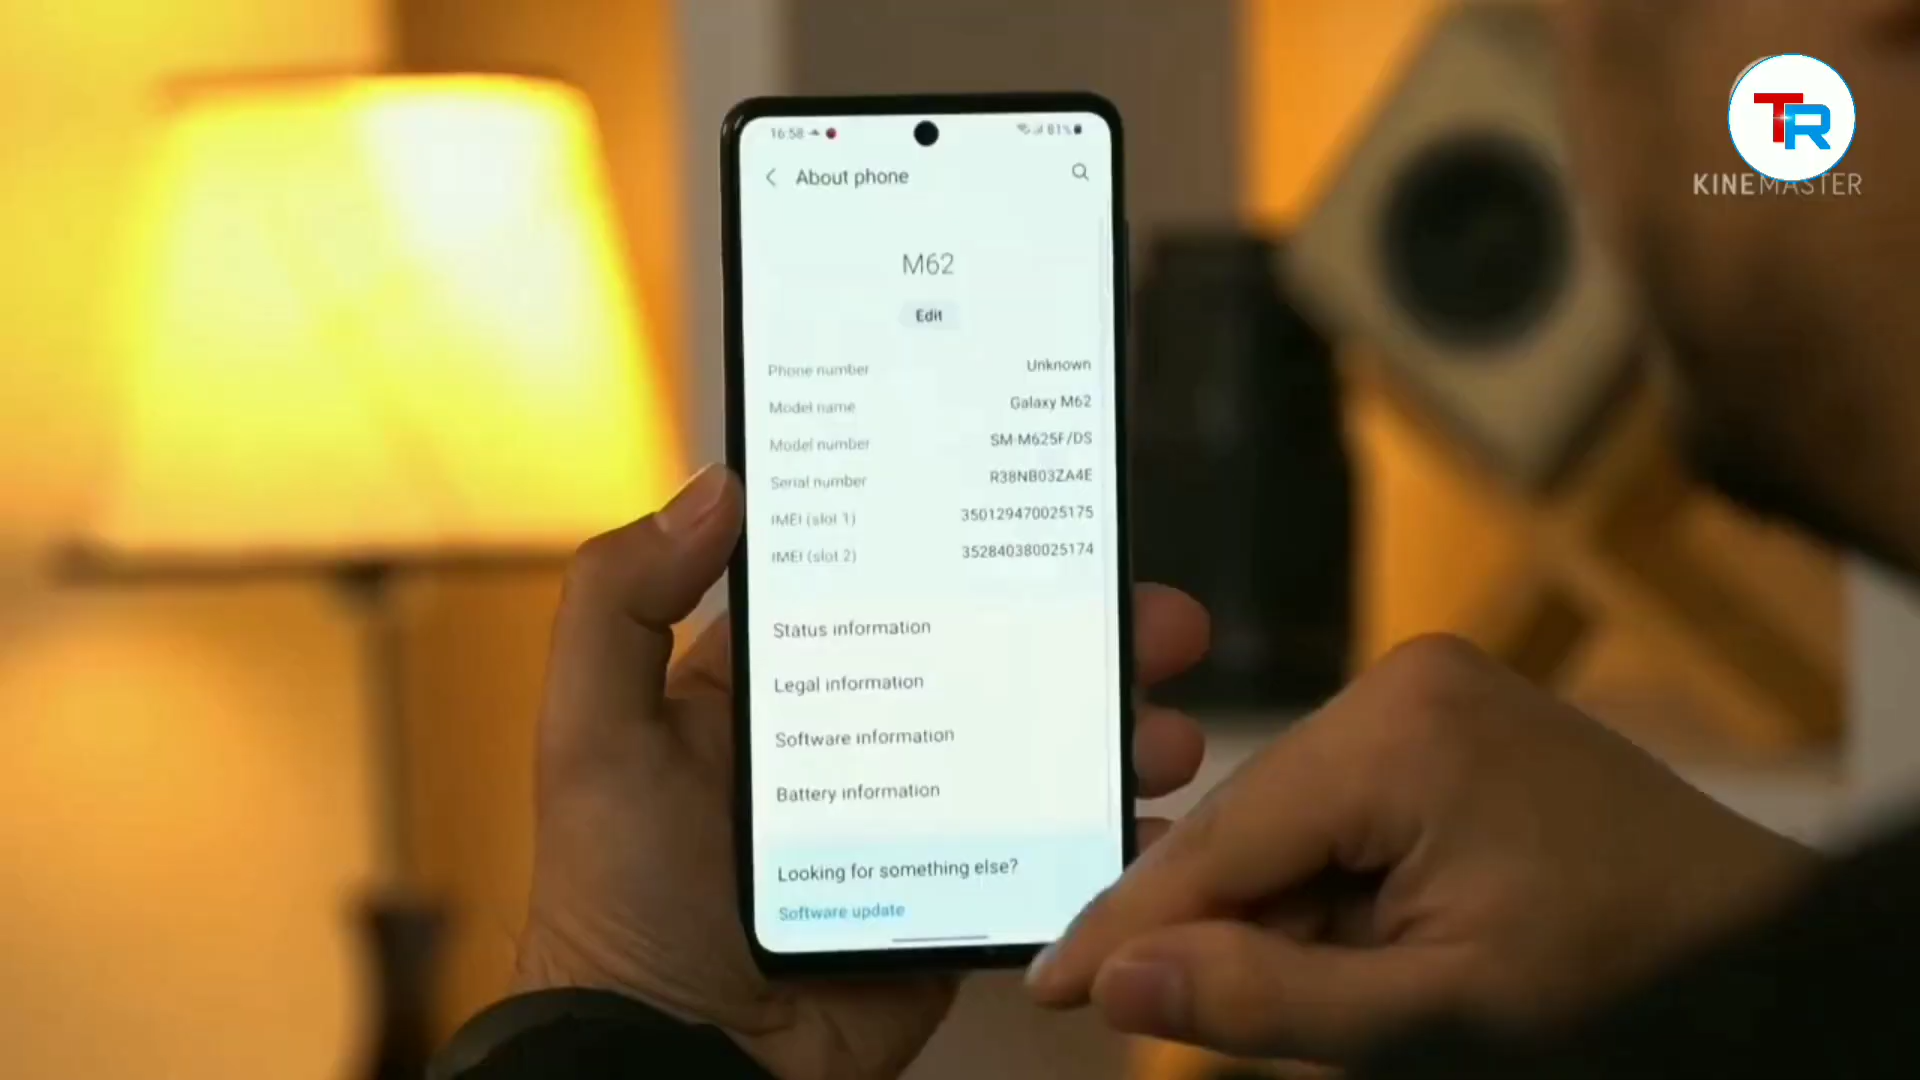 TR
KINEMASTER
16:58
81%
About phone
M62
Edit
Phone number Unknown
Model name Galaxy M62
Model number SM-M625F/DS
Serial number R38NB03ZA4E
IMEI (slot 1) 350129470025175
IMEI (slot 2) 352840380025174
Status information
Legal information
Software information
Battery information
Looking for something else?
Software update